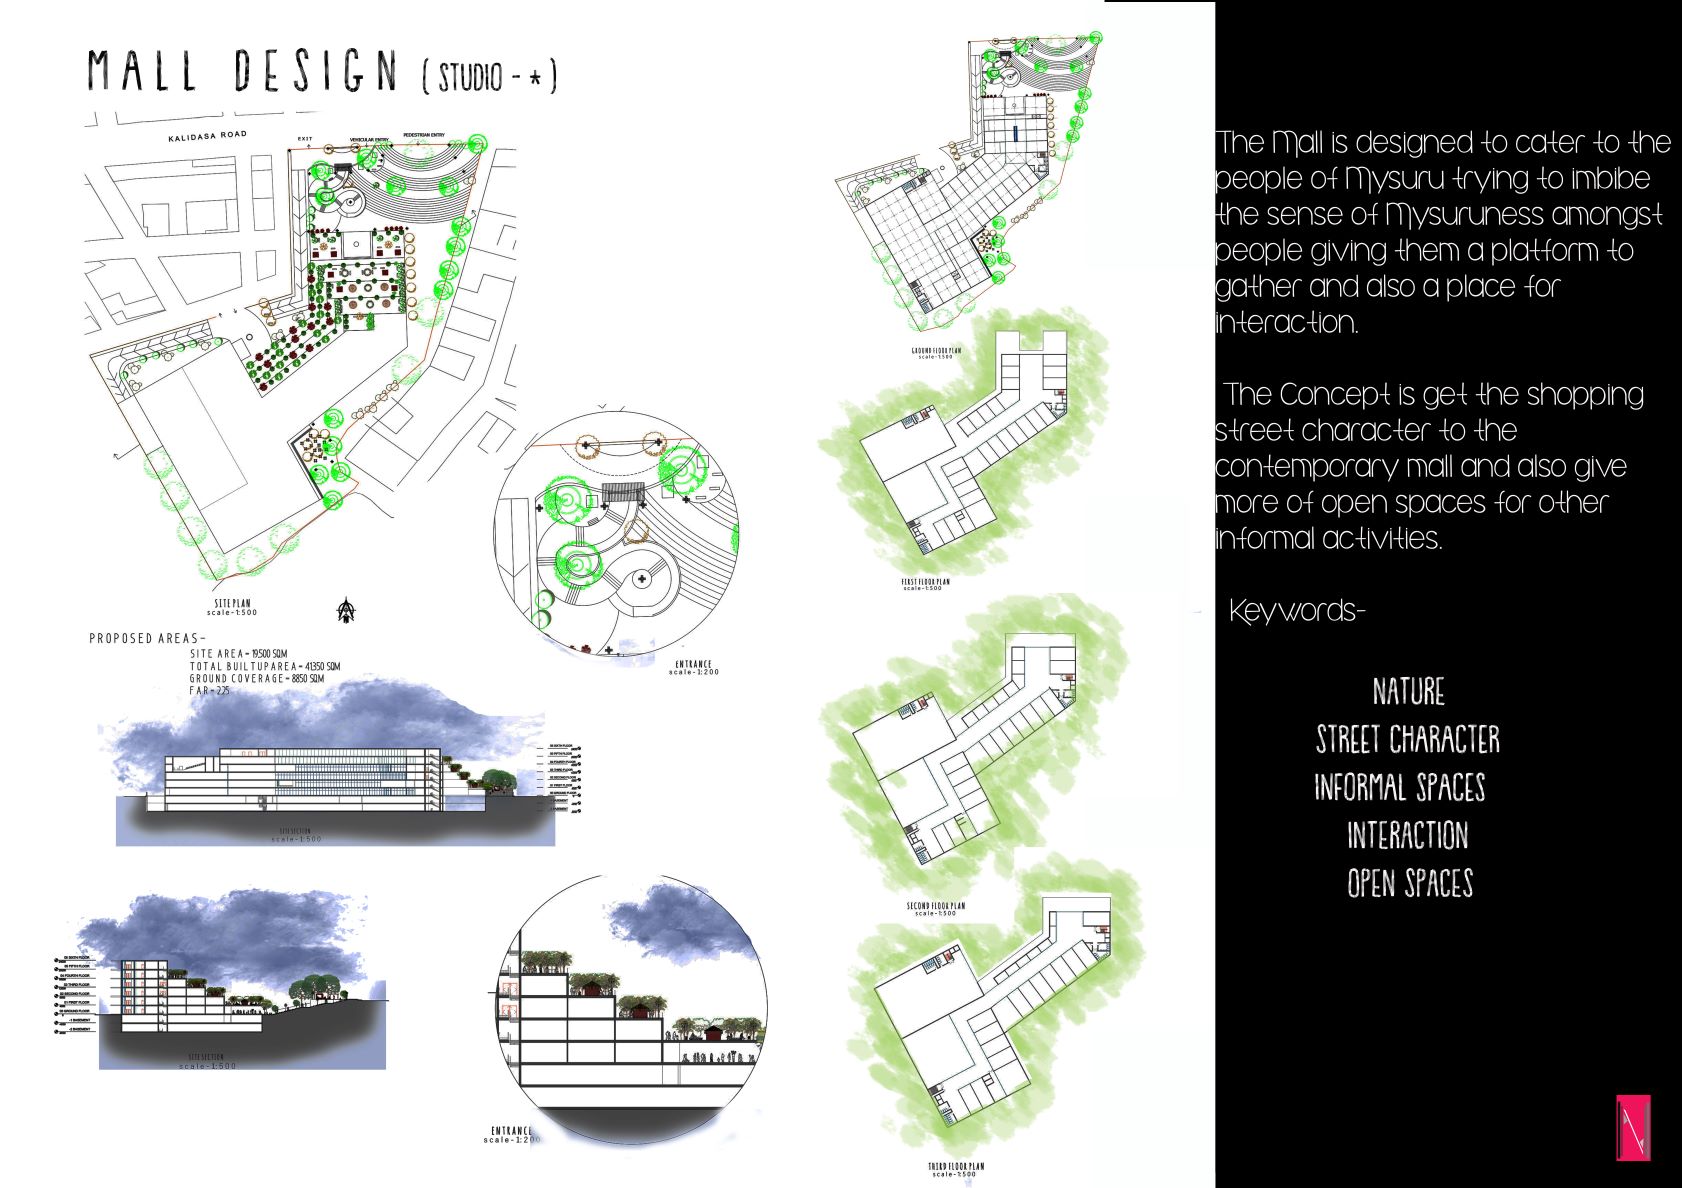 MALL DESIGN (STUDIO - *)
KALIDASA ROAD
EXIT
VEHICULAR ENTRY
PEDESTRIAN ENTRY
SITE PLAN
scale-1:500
PROPOSED AREAS-
SITE AREA = 19,500 SQM
TOTAL BUILTUP AREA = 41350 SQM
GROUND COVERAGE = 8850 SQM
FAR = 2.25
ENTRANCE
scale-1:200
SITE SECTION
scale-1:500
SITE SECTION
scale-1:500
ENTRANCE
scale-1:200
GROUND FLOOR PLAN
scale-1:500
FIRST FLOOR PLAN
scale-1:500
SECOND FLOOR PLAN
scale-1:500
THIRD FLOOR PLAN
scale-1:500
The Mall is designed to cater to the
people of Mysuru trying to imbibe
the sense of Mysuruness amongst
people giving them a platform to
gather and also a place for
interaction.
The Concept is get the shopping
street character to the
contemporary mall and also give
more of open spaces for other
informal activities.
Keywords-
NATURE
STREET CHARACTER
INFORMAL SPACES
INTERACTION
OPEN SPACES
N